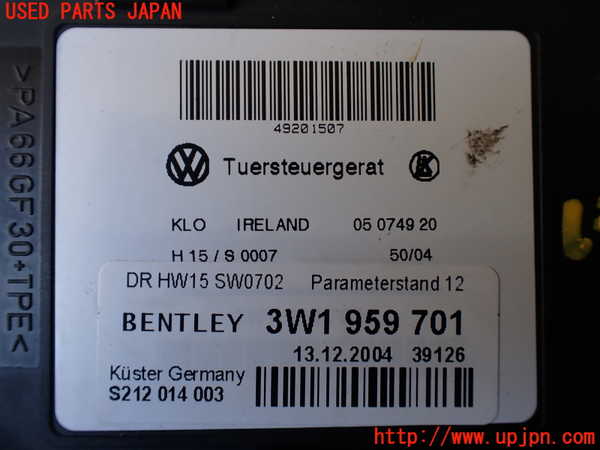 USED PARTS JAPAN
>PA66GF30+TPE<
49201507
Tuersteuergerat
KLO IRELAND 05 0749 20
H 15 / S 0007 50/04
DR HW15 SW0702 Parameterstand 12
BENTLEY 3W1 959 701
13.12.2004 39126
Küster Germany
S212 014 003
http://www.upjpn.com/